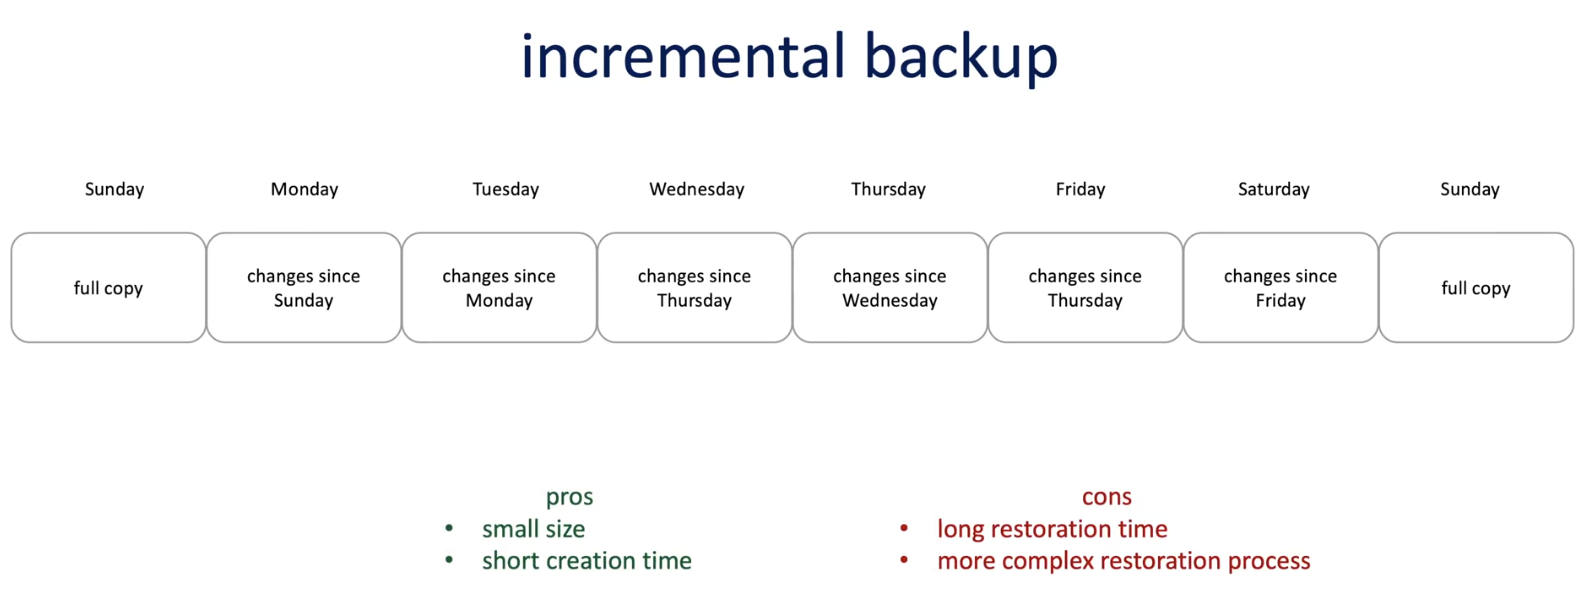 incremental backup
Sunday Monday Tuesday Wednesday Thursday Friday Saturday Sunday
full copy
changes since
Sunday
changes since
Monday
changes since
Thursday
changes since
Wednesday
changes since
Thursday
changes since
Friday
full copy
pros
• small size
• short creation time
cons
• long restoration time
• more complex restoration process